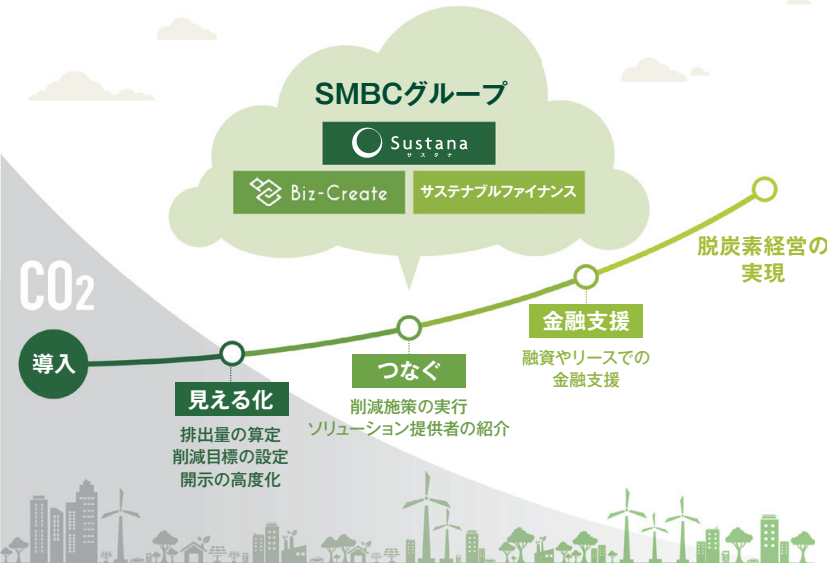 SMBCグループ
Sustana
サスタナ
Biz-Create
サステナブルファイナンス
脱炭素経営の
実現
CO2
導入
金融支援
融資やリースでの
金融支援
つなぐ
削減施策の実行
ソリューション提供者の紹介
見える化
排出量の算定
削減目標の設定
開示の高度化